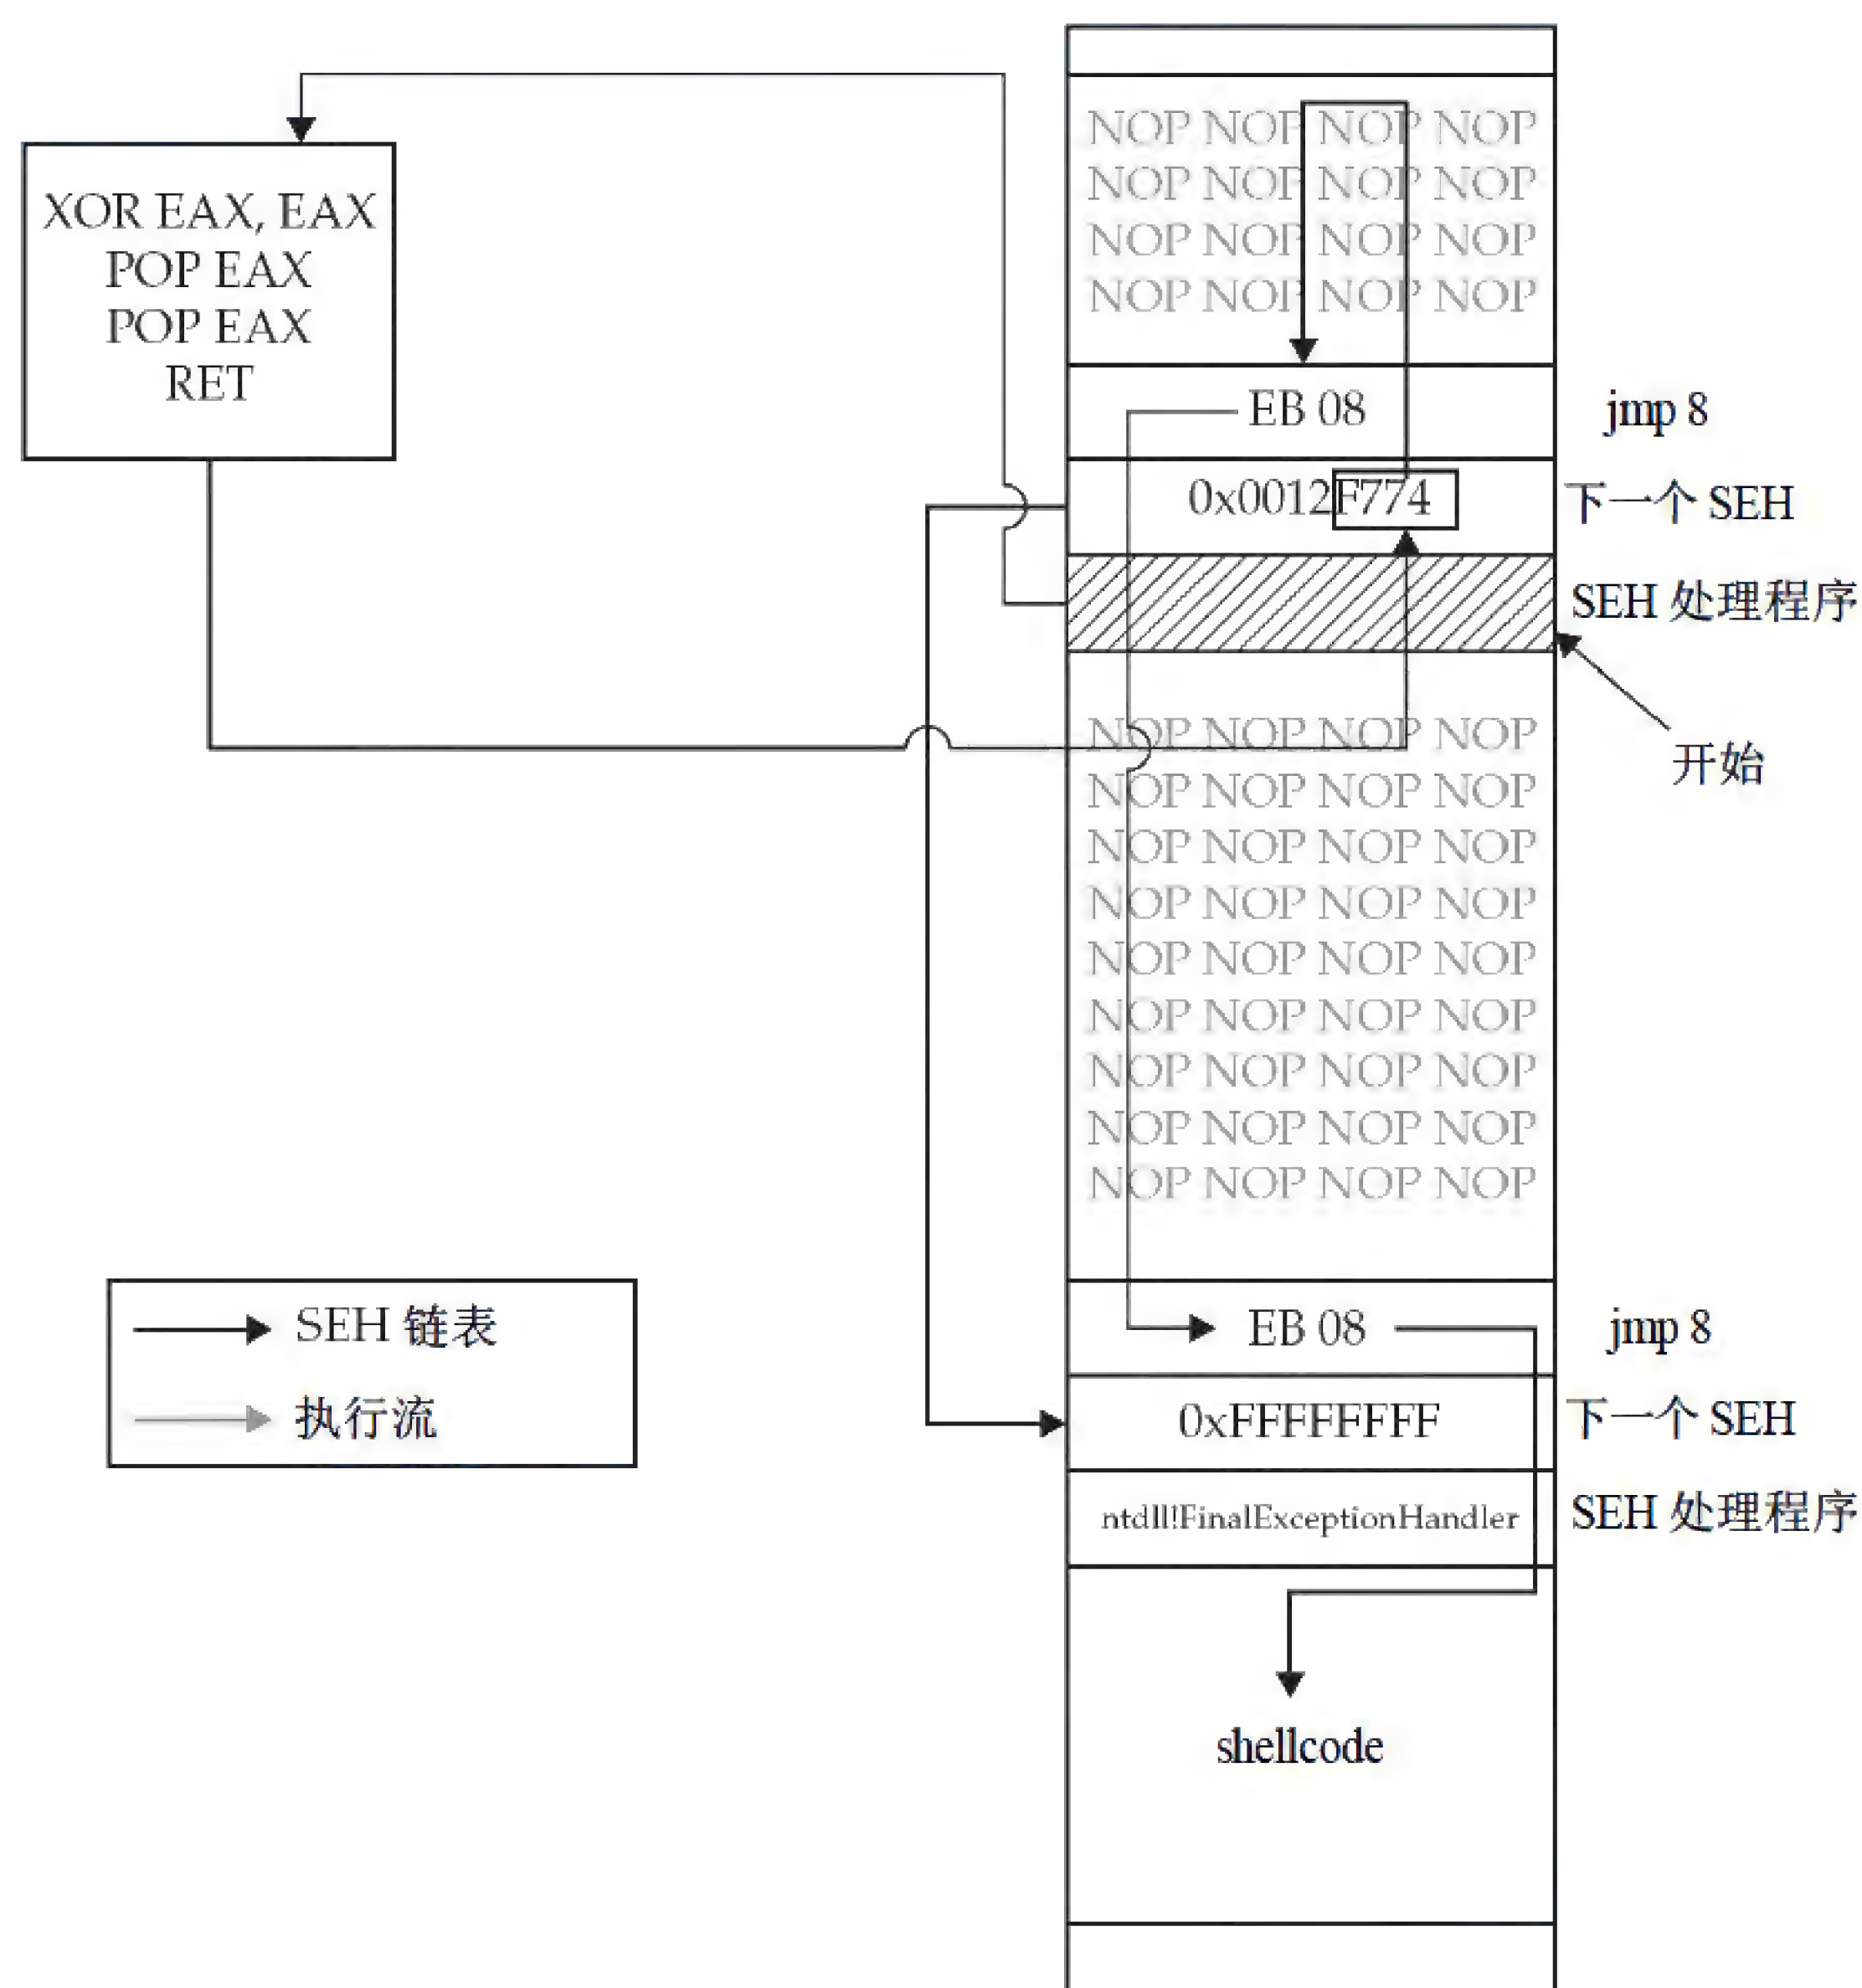 XOR EAX, EAX
POP EAX
POP EAX
RET
NOP NOP NOP NOP
NOP NOP NOP NOP
NOP NOP NOP NOP
NOP NOP NOP NOP
EB 08
jmp 8
0x0012F774
下一个 SEH
SEH 处理程序
开始
NOP NOP NOP NOP
NOP NOP NOP NOP
NOP NOP NOP NOP
NOP NOP NOP NOP
NOP NOP NOP NOP
NOP NOP NOP NOP
NOP NOP NOP NOP
NOP NOP NOP NOP
NOP NOP NOP NOP
SEH 链表
执行流
EB 08
jmp 8
0xFFFFFFFF
下一个 SEH
ntdll!FinalExceptionHandler
SEH 处理程序
shellcode